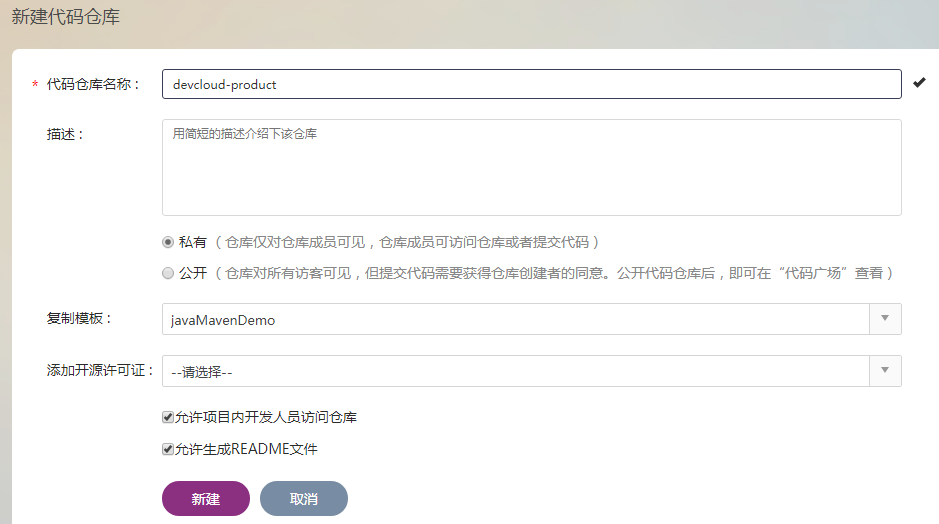 新建代码仓库
* 代码仓库名称： devcloud-product
描述： 用简短的描述介绍下该仓库
私有（仓库仅对仓库成员可见，仓库成员可访问仓库或者提交代码）
公开（仓库对所有访客可见，但提交代码需要获得仓库创建者的同意。公开代码仓库后，即可在“代码广场”查看）
复制模板： javaMavenDemo
添加开源许可证： --请选择--
允许项目内开发人员访问仓库
允许生成README文件
新建 取消